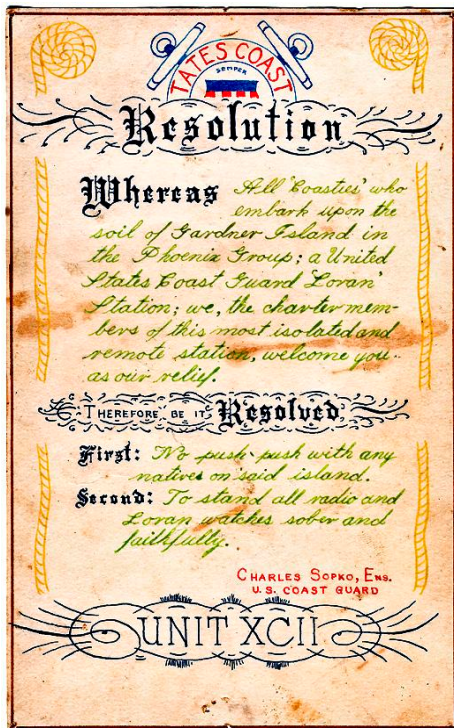 TATES COAST
SEMPER
Resolution
Whereas All 'Coasties' who
embark upon the
soil of Gardner Island in
the Phoenix Group; a United
States Coast Guard 'Loran'
Station; we, the charter mem-
bers of this most isolated and
remote station, welcome you
as our relief.
THEREFORE BE IT Resolved
First: No push-push with any
natives on said island.
Second: To stand all radio and
Loran watches sober and
faithfully.
CHARLES SOPKO, ENS.
U.S. COAST GUARD
UNIT XCII